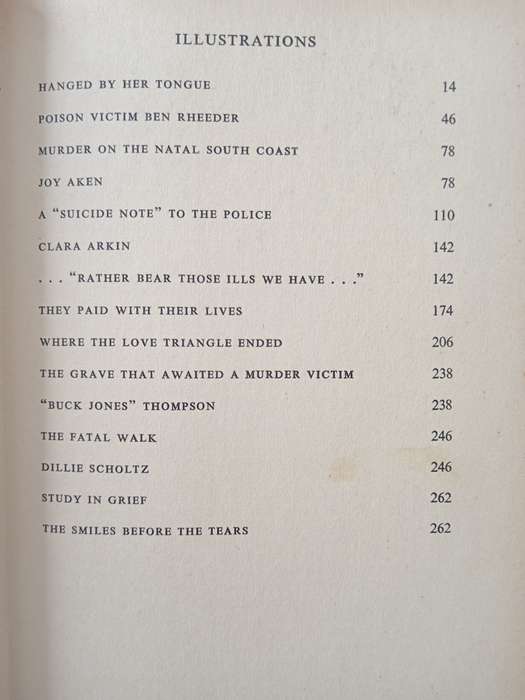 ILLUSTRATIONS
HANGED BY HER TONGUE 14
POISON VICTIM BEN RHEEDER 46
MURDER ON THE NATAL SOUTH COAST 78
JOY AKEN 78
A “SUICIDE NOTE” TO THE POLICE 110
CLARA ARKIN 142
. . . “RATHER BEAR THOSE ILLS WE HAVE . . .” 142
THEY PAID WITH THEIR LIVES 174
WHERE THE LOVE TRIANGLE ENDED 206
THE GRAVE THAT AWAITED A MURDER VICTIM 238
“BUCK JONES” THOMPSON 238
THE FATAL WALK 246
DILLIE SCHOLTZ 246
STUDY IN GRIEF 262
THE SMILES BEFORE THE TEARS 262